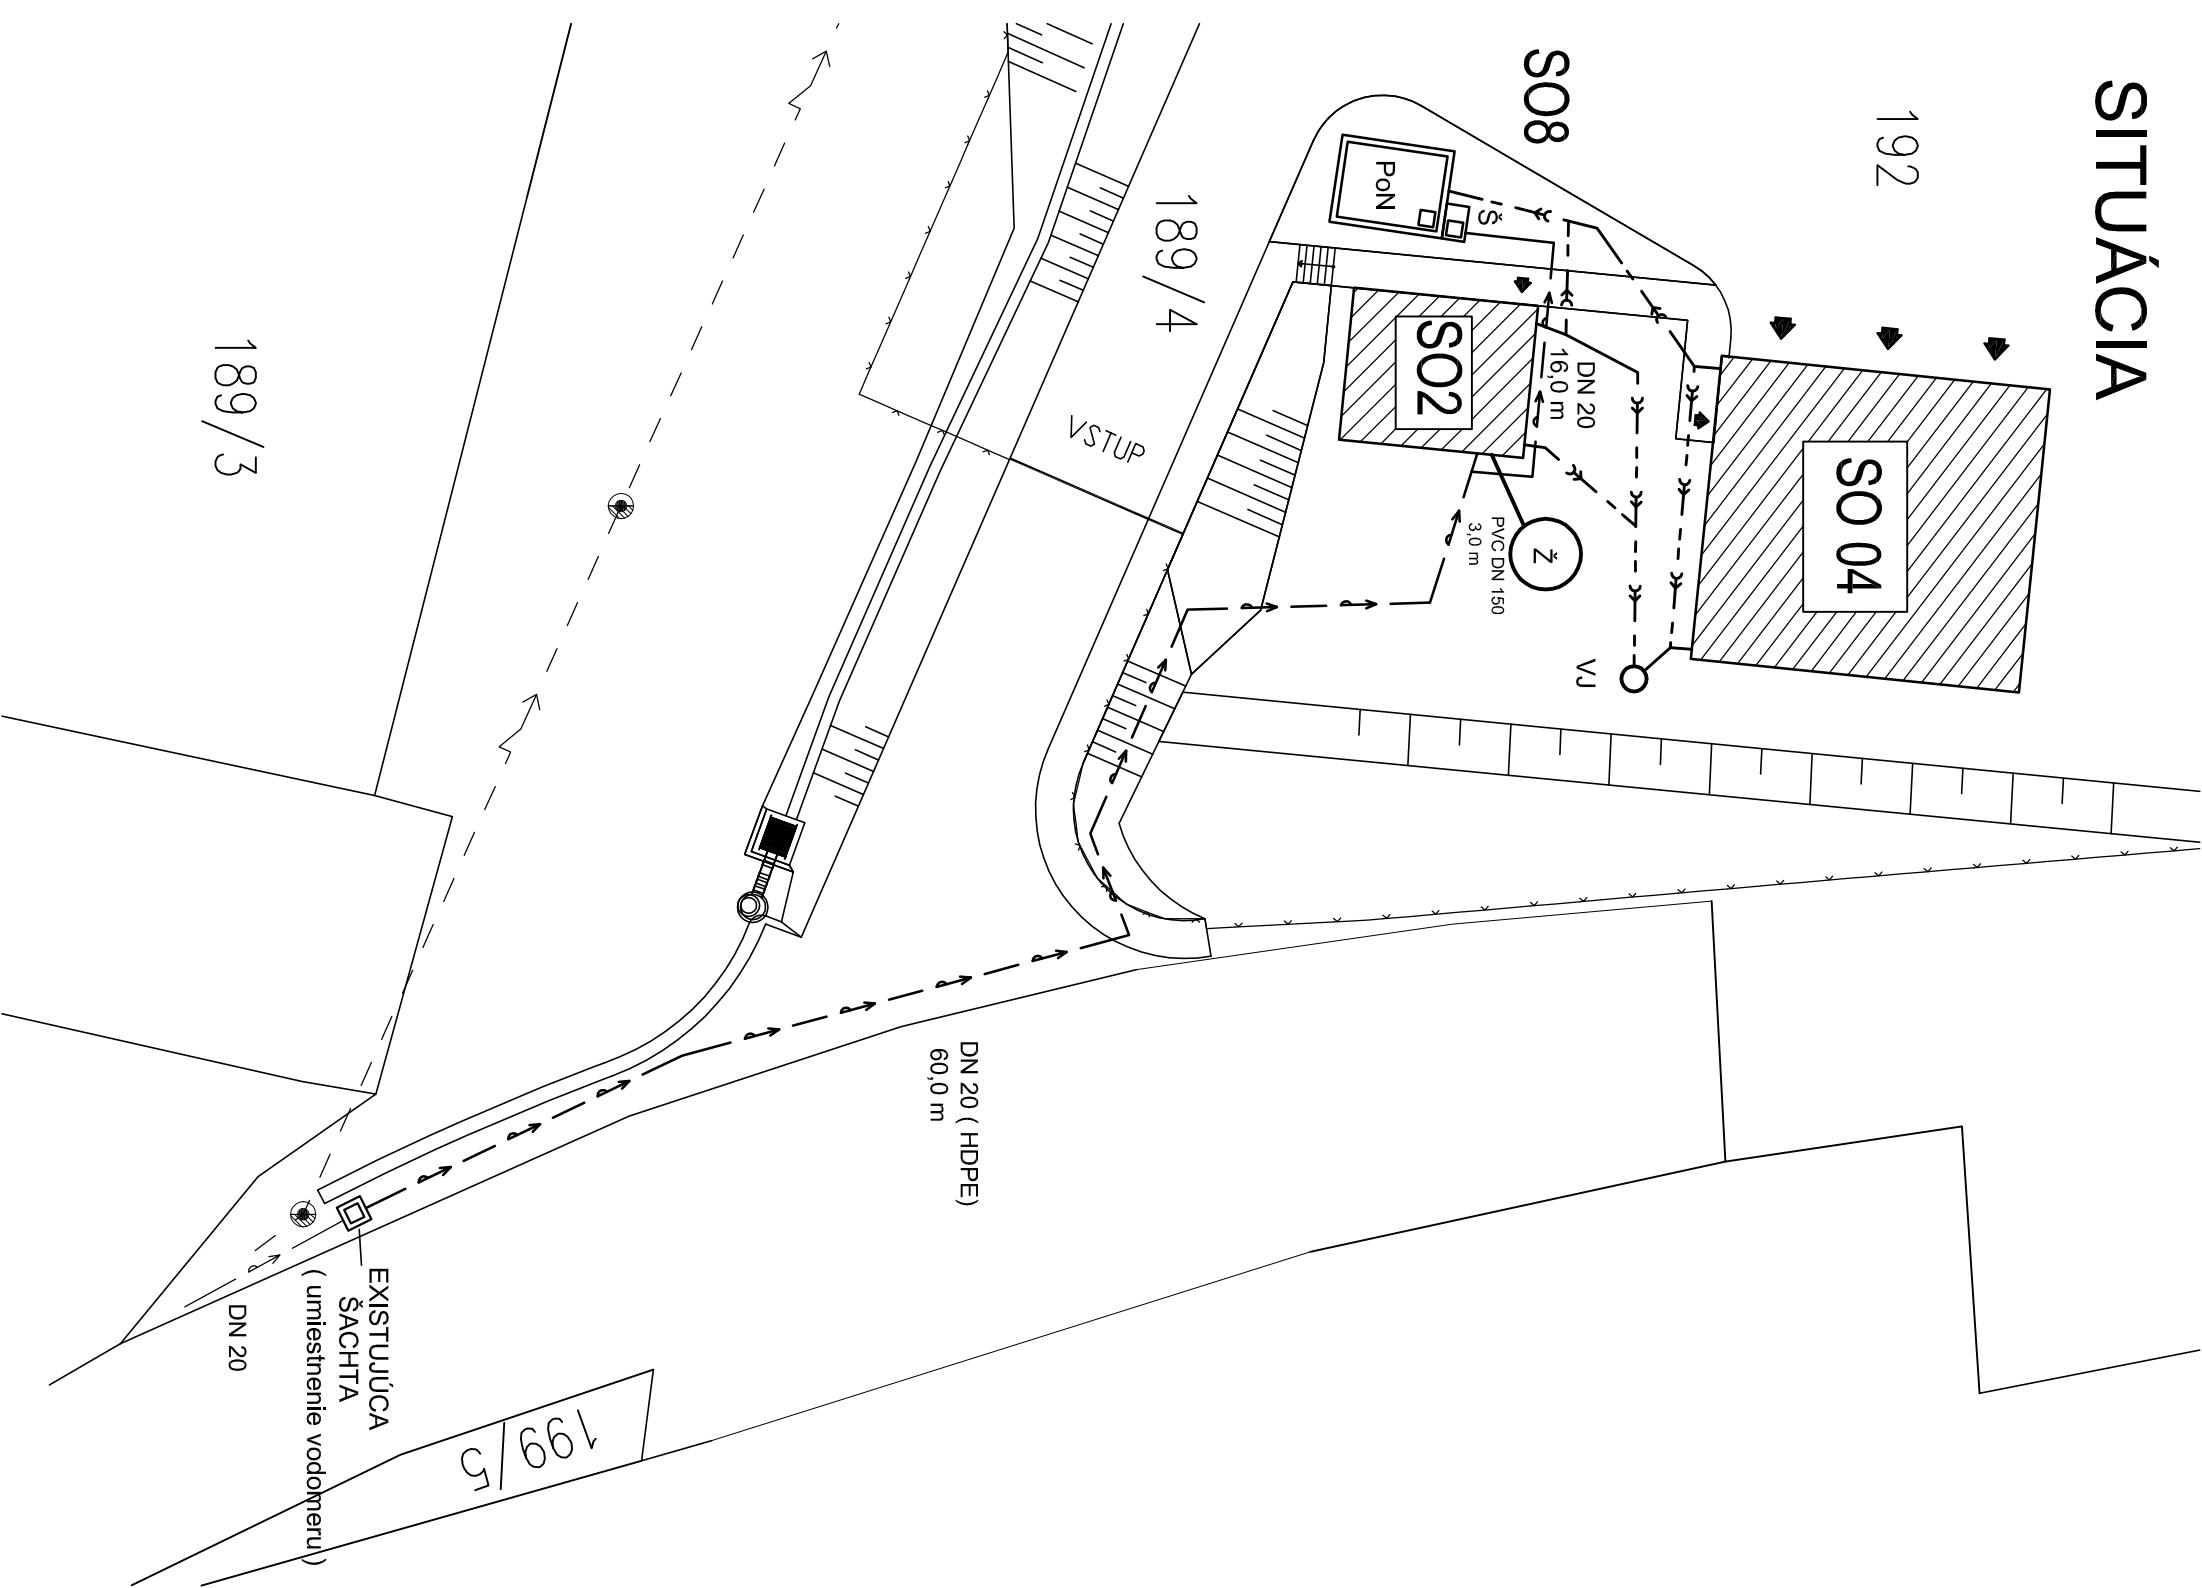 SITUÁCIA
192
SO8
PoN
Š
SO2
SO 04
DN 20
16,0 m
189/4
VSTUP
PVC DN 150
3,0 m
Ž
VJ
189/3
DN 20 ( HDPE)
60,0 m
EXISTUJÚCA
ŠACHTA
( umiestnenie vodomeru )
DN 20
199/5